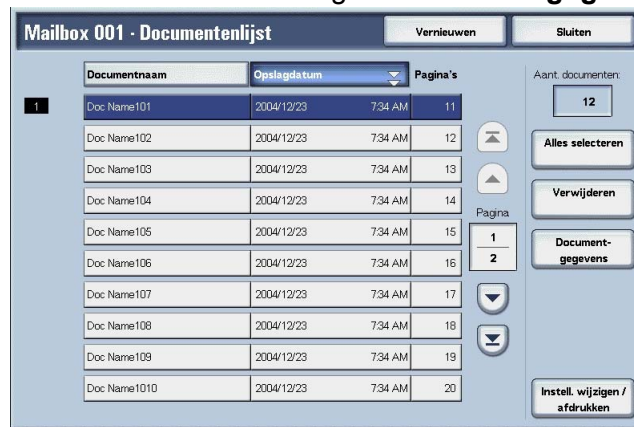 Mailbox 001 - Documentenlijst Vernieuwen Sluiten
Documentnaam Opslagdatum Pagina's Aant. documenten:
12
1 Doc Name101 2004/12/23 7:34 AM 11
Doc Name102 2004/12/23 7:34 AM 12 Alles selecteren
Doc Name103 2004/12/23 7:34 AM 13
Doc Name104 2004/12/23 7:34 AM 14 Verwijderen
Pagina
Doc Name105 2004/12/23 7:34 AM 15 1 Document-
Doc Name106 2004/12/23 7:34 AM 16 2 gegevens
Doc Name107 2004/12/23 7:34 AM 17
Doc Name108 2004/12/23 7:34 AM 18
Doc Name109 2004/12/23 7:34 AM 19
Doc Name1010 2004/12/23 7:34 AM 20 Instell. wijzigen /
afdrukken